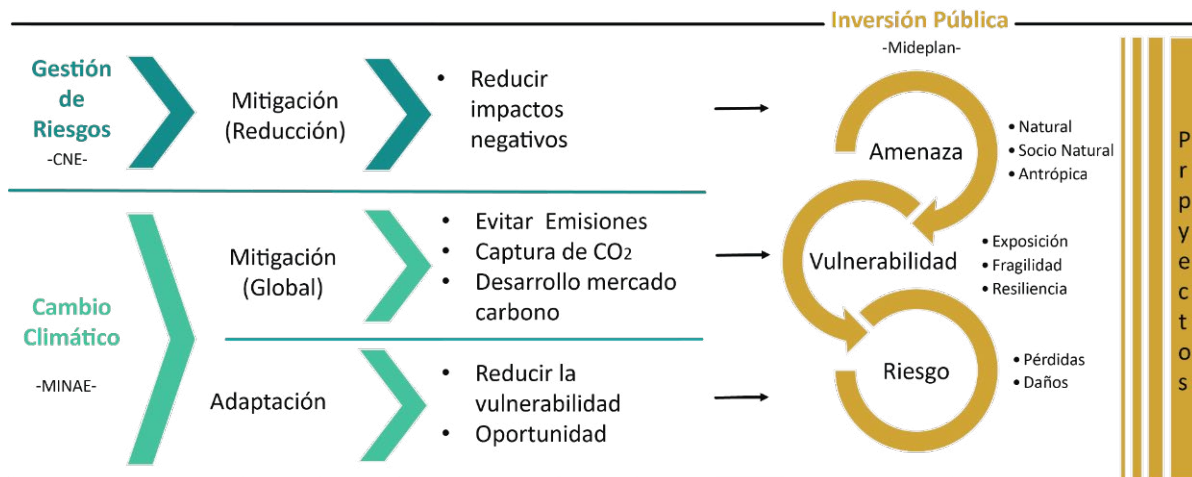 Inversión Pública
-Mideplan-
Gestión
de
Riesgos
-CNE-
Mitigación
(Reducción)
• Reducir
impactos
negativos
Amenaza
• Natural
• Socio Natural
• Antrópica
Cambio
Climático
-MINAE-
Mitigación
(Global)
• Evitar Emisiones
• Captura de CO2
• Desarrollo mercado
carbono
Vulnerabilidad
• Exposición
• Fragilidad
• Resiliencia
Adaptación
• Reducir la
vulnerabilidad
• Oportunidad
Riesgo
• Pérdidas
• Daños
Prpyectos